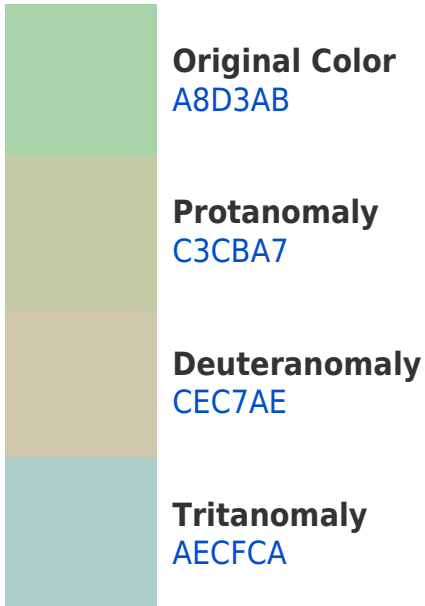 Original Color
A8D3AB
Protanomaly
C3CBA7
Deuteranomaly
CEC7AE
Tritanomaly
AECFCA